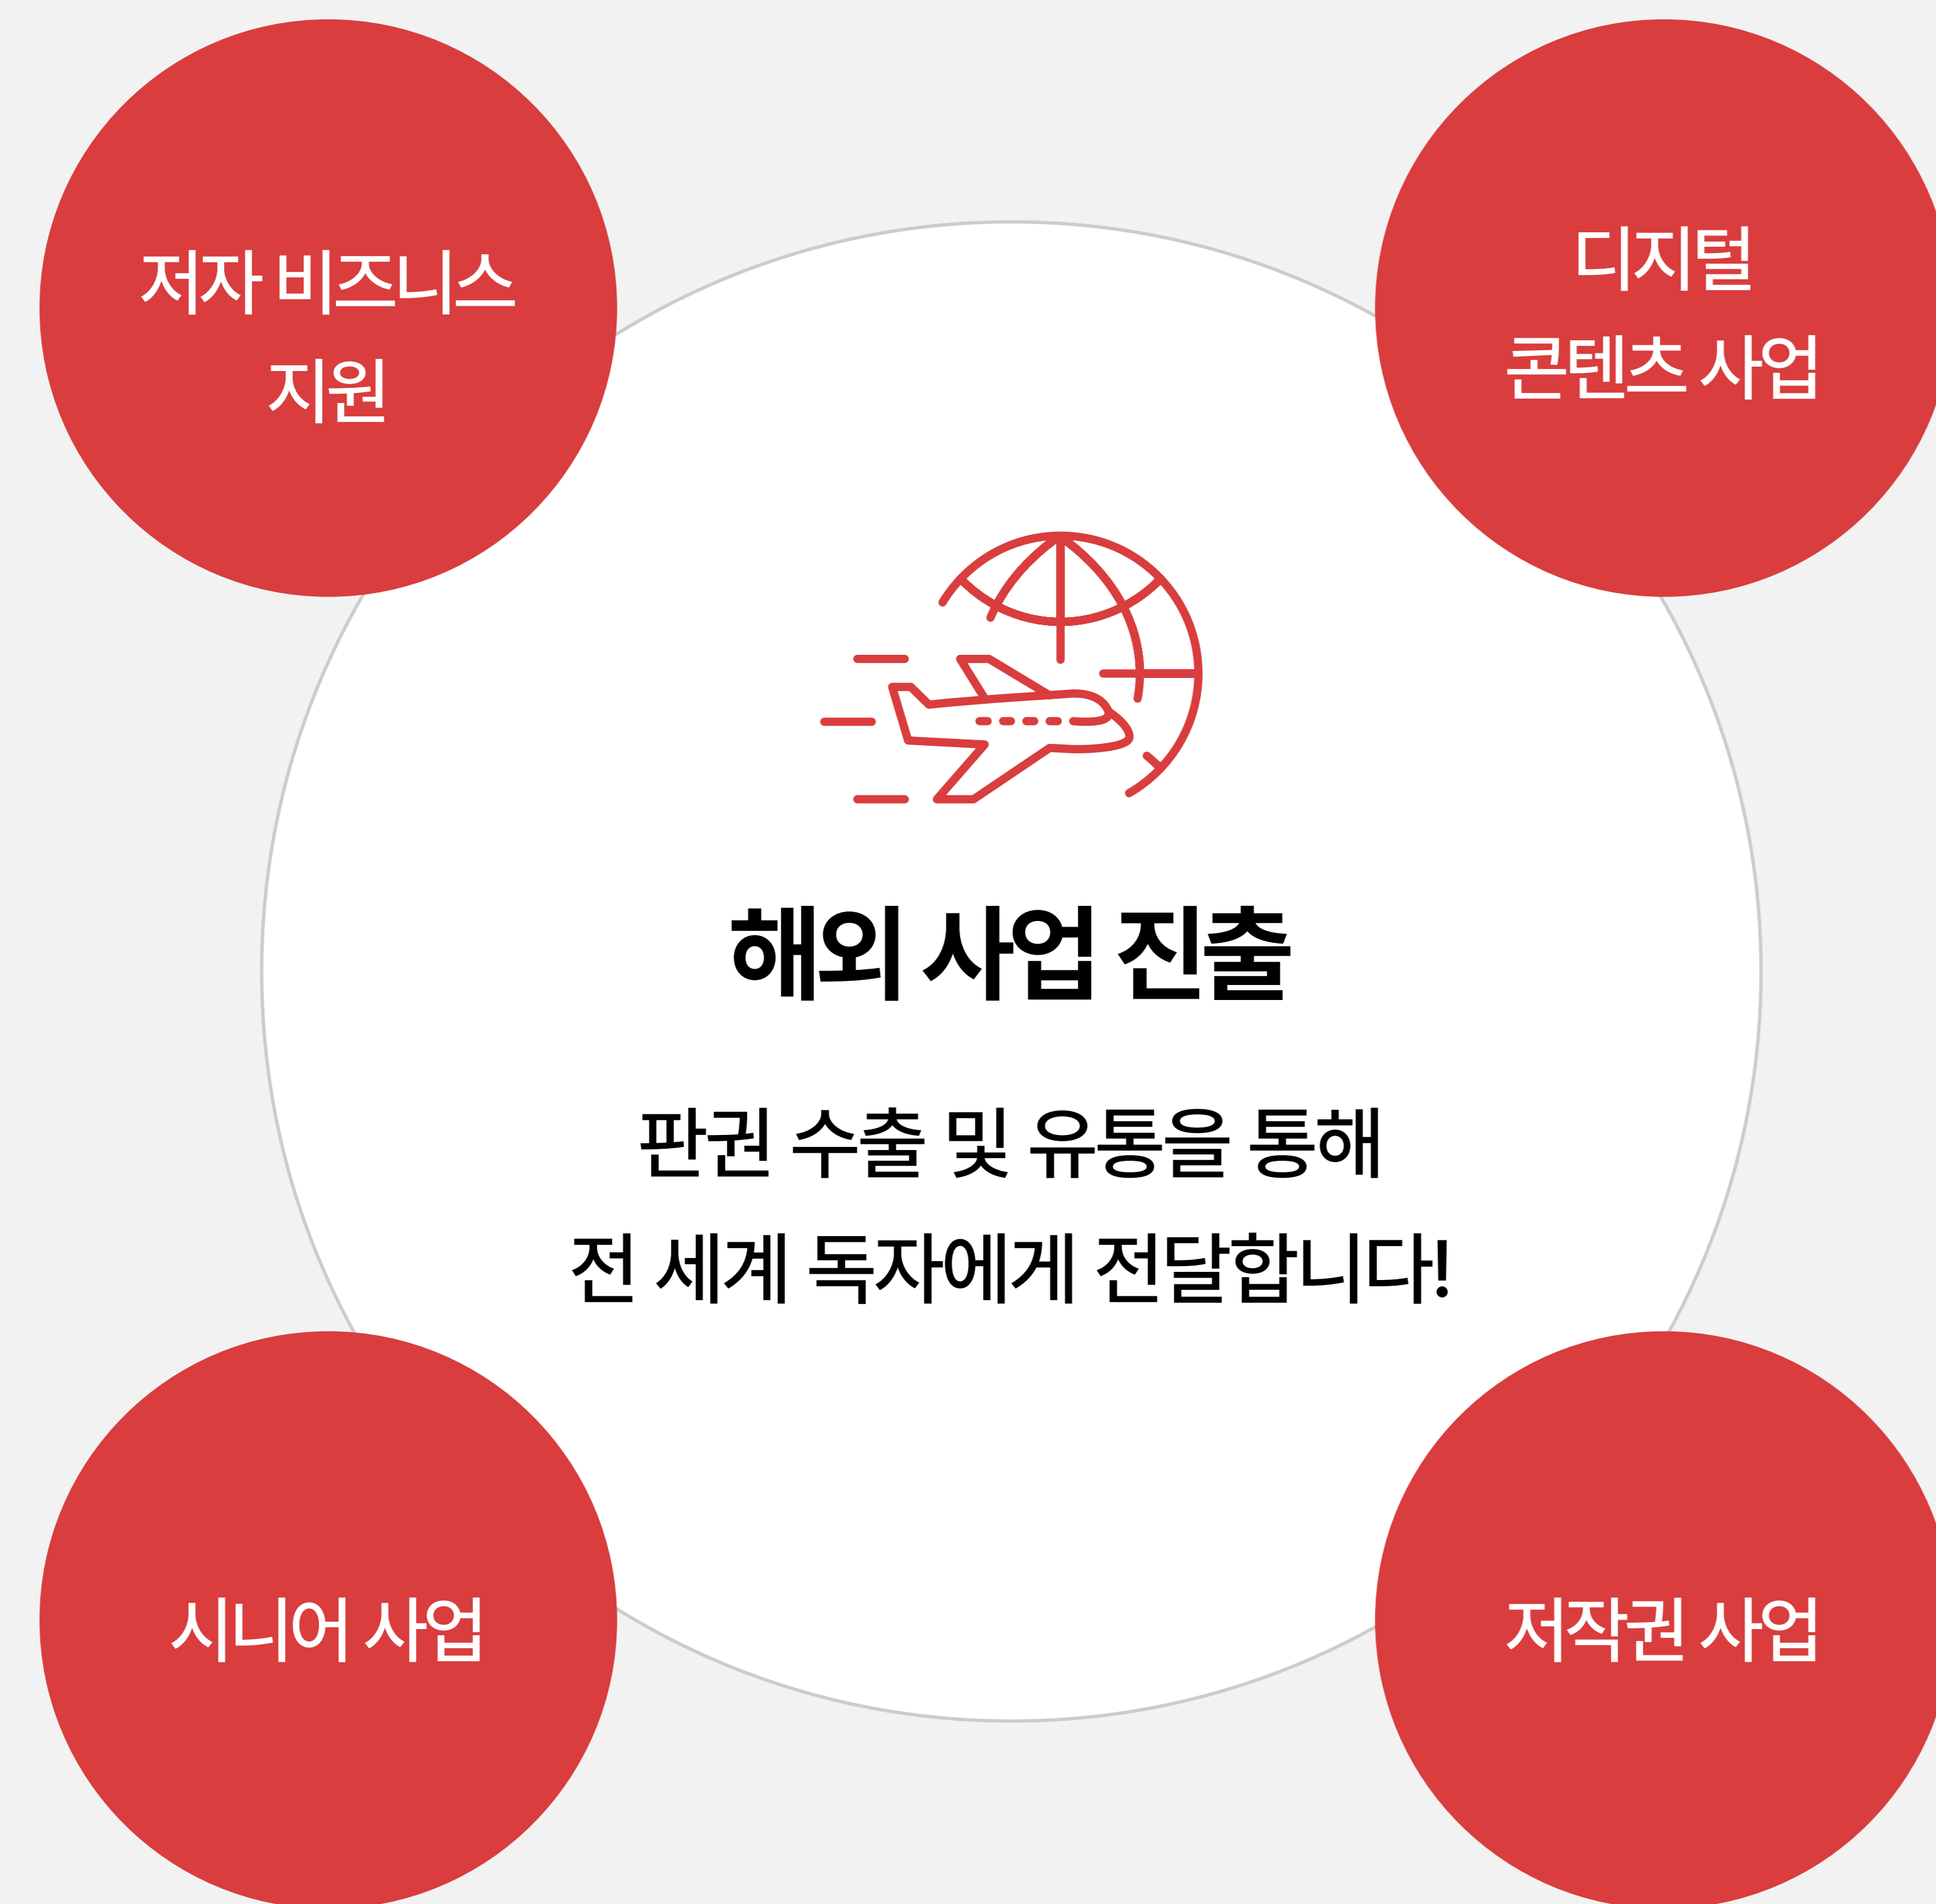 저자 비즈니스
지원
디지털
콘텐츠 사업
해외 사업 진출
판권 수출 및 유통을 통해
전 세계 독자에게 전달합니다!
시니어 사업
저작권 사업